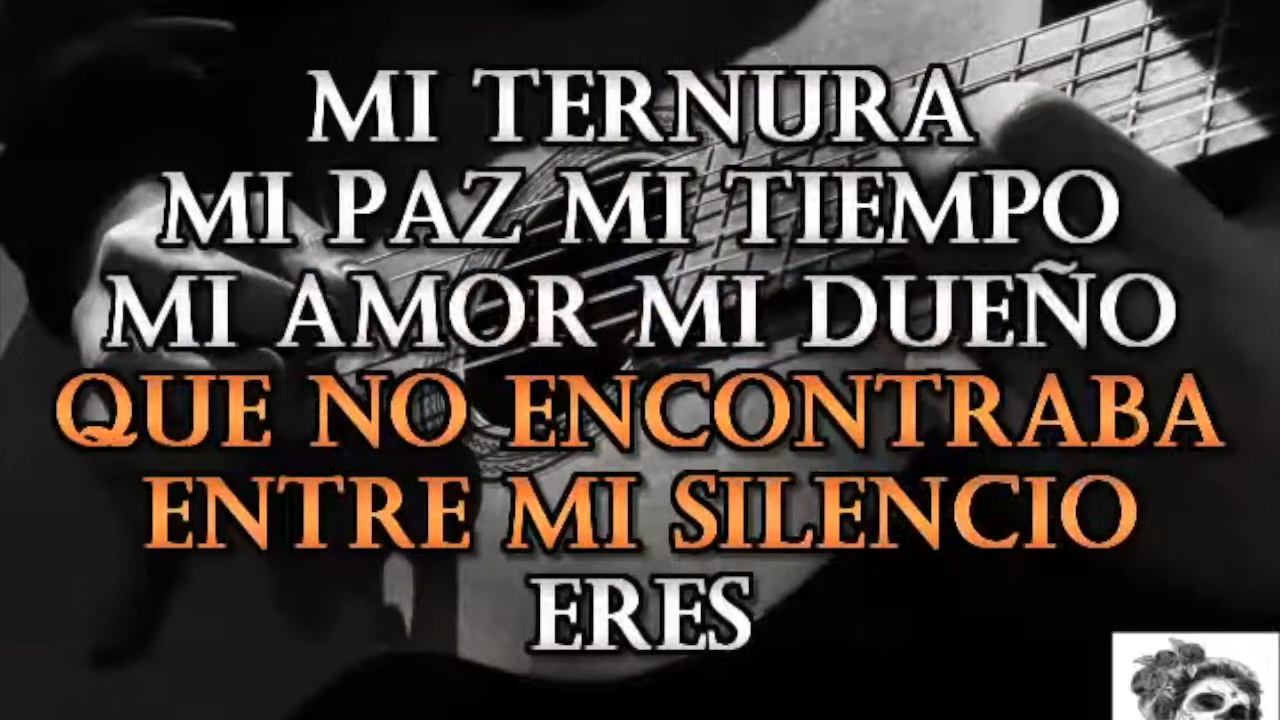 MI TERNURA
MI PAZ MI TIEMPO
MI AMOR MI DUEÑO
QUE NO ENCONTRABA
ENTRE MI SILENCIO
ERES